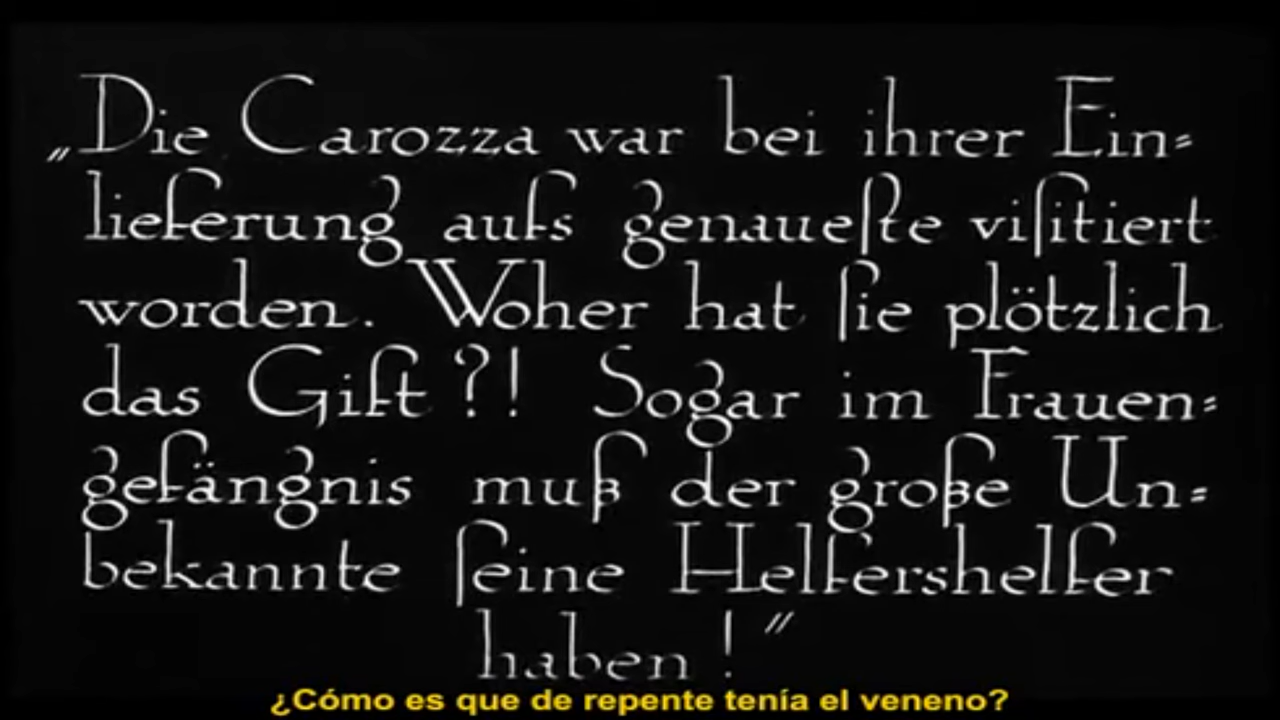 „Die Carozza war bei ihrer Ein=
lieferung aufs genaueſte viſitiert
worden. Woher hat ſie plötzlich
das Gift?! Sogar im Frauen=
gefängnis muß der große Un=
bekannte ſeine Helfershelfer
haben!"
¿Cómo es que de repente tenía el veneno?